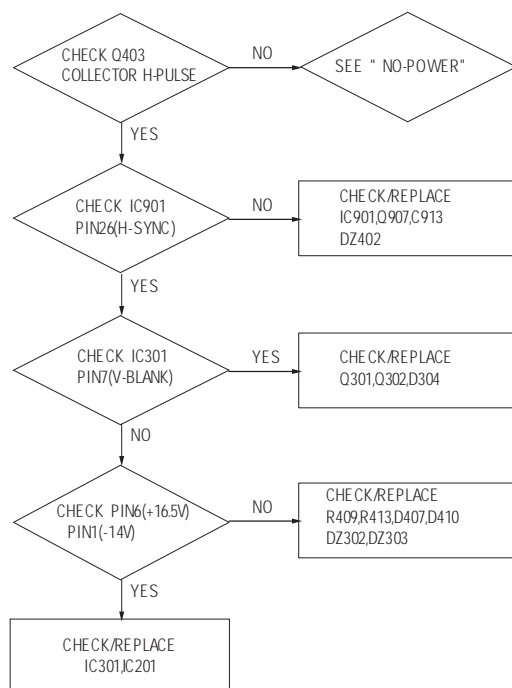 CHECK Q403
COLLECTOR H-PULSE
NO
SEE " NO-POWER"
YES
CHECK IC901
PIN26(H-SYNC)
NO
CHECK/REPLACE
IC901,Q907,C913
DZ402
YES
CHECK IC301
PIN7(V-BLANK)
YES
CHECK/REPLACE
Q301,Q302,D304
NO
CHECK PIN6(+16.5V)
PIN1(-14V)
NO
CHECK/REPLACE
R409,R413,D407,D410
DZ302,DZ303
YES
CHECK/REPLACE
IC301,IC201